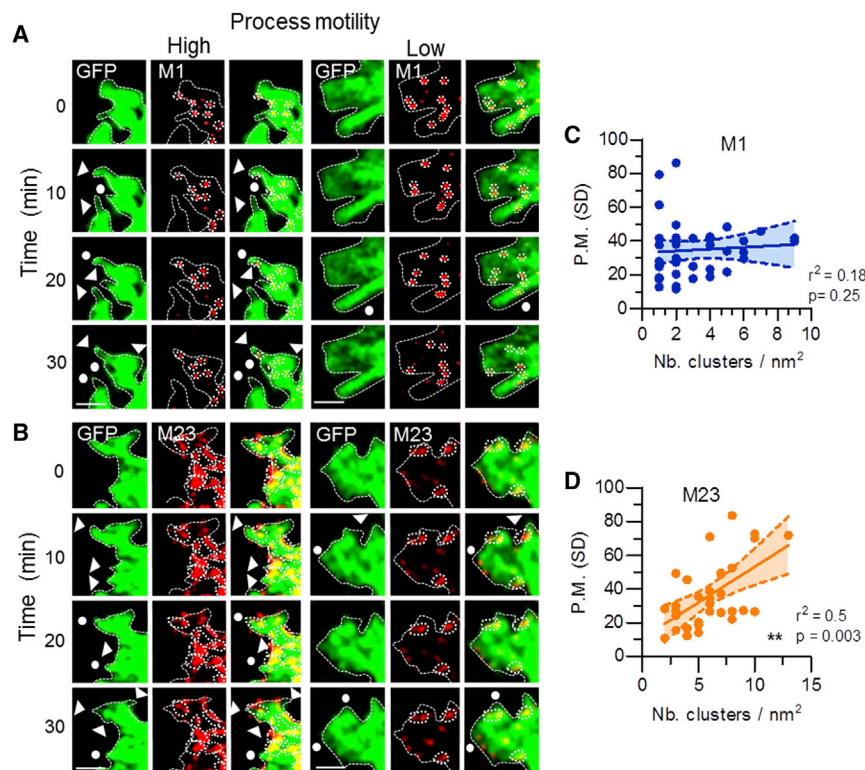 Process motility
A
High
Low
GFP
M1
GFP
M1
0
10
20
30
Time (min)
B
GFP
M23
GFP
M23
0
10
20
30
Time (min)
C
M1
P.M. (SD)
100
80
60
40
20
0
0 2 4 6 8 10
r² = 0.18
p= 0.25
Nb. clusters / nm²
D
M23
P.M. (SD)
100
80
60
40
20
0
0 5 10 15
**
r² = 0.5
p = 0.003
Nb. clusters / nm²